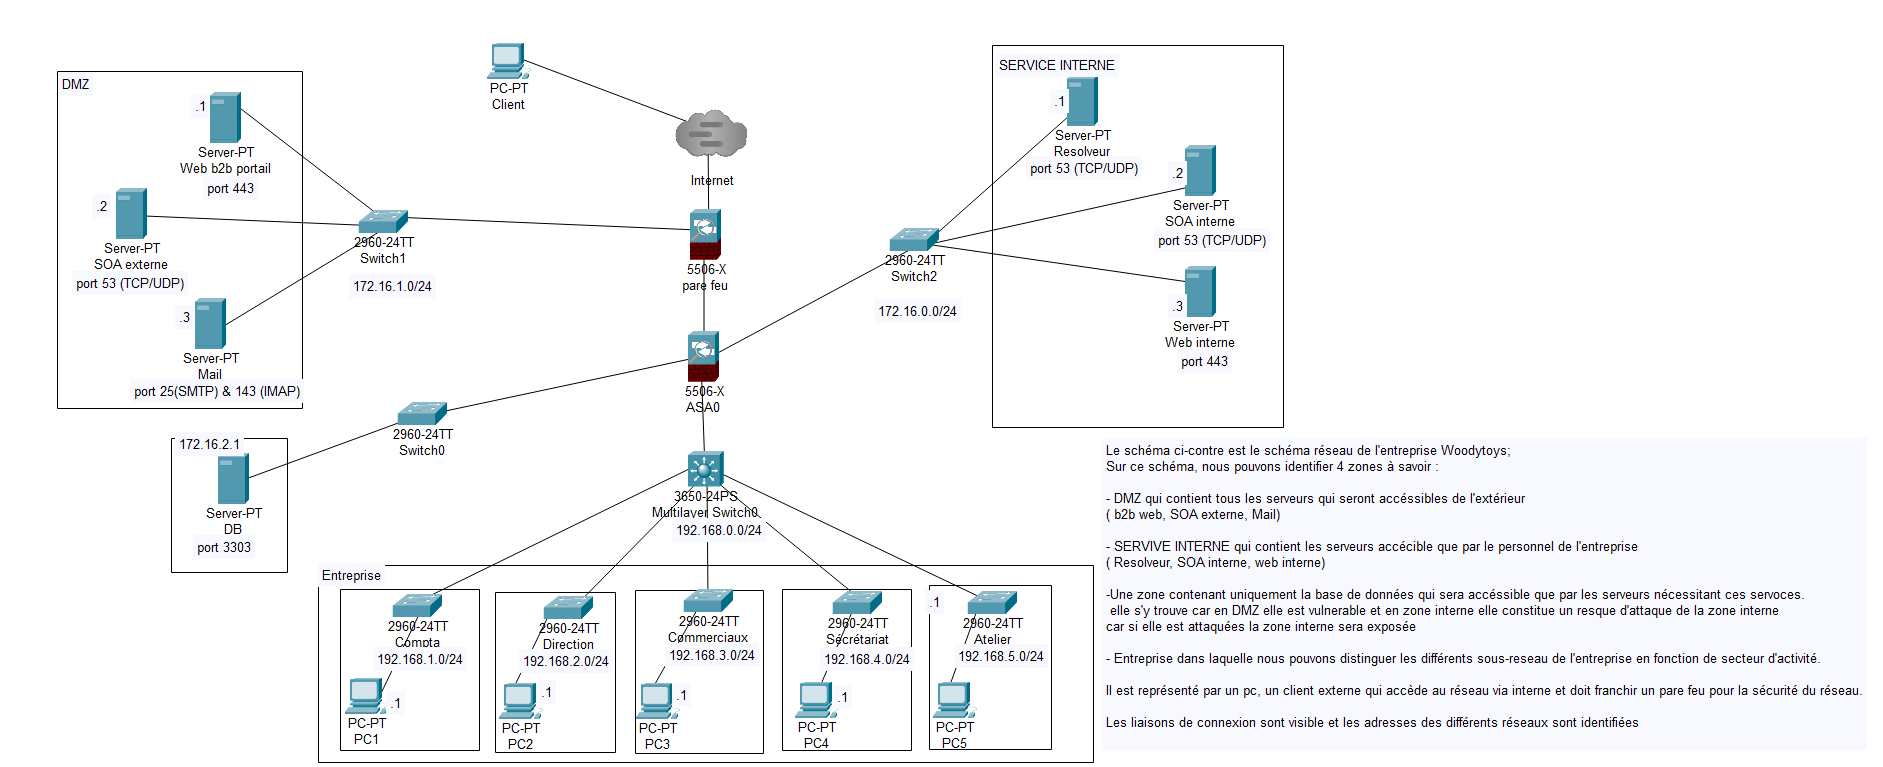 DMZ
.1
Server-PT
Web b2b portail
port 443
.2
Server-PT
SOA externe
port 53 (TCP/UDP)
.3
Server-PT
Mail
port 25(SMTP) & 143 (IMAP)
2960-24TT
Switch1
172.16.1.0/24
PC-PT
Client
Internet
5506-X
pare feu
5506-X
ASA0
2960-24TT
Switch2
172.16.0.0/24
SERVICE INTERNE
.1
Server-PT
Resolveur
port 53 (TCP/UDP)
.2
Server-PT
SOA interne
port 53 (TCP/UDP)
.3
Server-PT
Web interne
port 443
2960-24TT
Switch0
172.16.2.1
Server-PT
DB
port 3303
3650-24PS
Multilayer Switch0
192.168.0.0/24
Entreprise
2960-24TT
Compta
192.168.1.0/24
.1
PC-PT
PC1
2960-24TT
Direction
192.168.2.0/24
.1
PC-PT
PC2
2960-24TT
Commerciaux
192.168.3.0/24
.1
PC-PT
PC3
2960-24TT
Sécrétariat
192.168.4.0/24
.1
PC-PT
PC4
.1
2960-24TT
Atelier
192.168.5.0/24
PC-PT
PC5
Le schéma ci-contre est le schéma réseau de l'entreprise Woodytoys;
Sur ce schéma, nous pouvons identifier 4 zones à savoir :
- DMZ qui contient tous les serveurs qui seront accéssibles de l'extérieur
( b2b web, SOA externe, Mail)
- SERVIVE INTERNE qui contient les serveurs accécible que par le personnel de l'entreprise
( Resolveur, SOA interne, web interne)
-Une zone contenant uniquement la base de données qui sera accéssible que par les serveurs nécessitant ces servoces.
elle s'y trouve car en DMZ elle est vulnerable et en zone interne elle constitue un resque d'attaque de la zone interne
car si elle est attaquées la zone interne sera exposée
- Entreprise dans laquelle nous pouvons distinguer les différents sous-reseau de l'entreprise en fonction de secteur d'activité.
Il est représenté par un pc, un client externe qui accède au réseau via interne et doit franchir un pare feu pour la sécurité du réseau.
Les liaisons de connexion sont visible et les adresses des différents réseaux sont identifiées